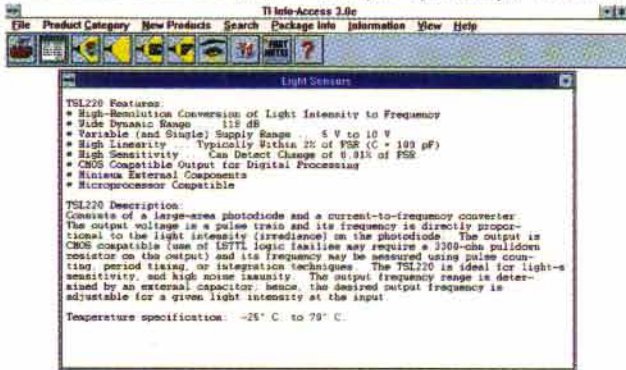 TI Info-Access 3.0e
File Product Category New Products Search Package Info Information View Help
PART NOTES ?
Light Sensors
TSL220 Features:
* High-Resolution Conversion of Light Intensity to Frequency
* Wide Dynamic Range ... 118 dB
* Variable (and Single) Supply Range ... 5 V to 10 V
* High Linearity ... Typically Within 2% of FSR (C = 100 pF)
* High Sensitivity ... Can Detect Change of 0.01% of FSR
* CMOS Compatible Output for Digital Processing
* Minimum External Components
* Microprocessor Compatible
TSL220 Description:
Consists of a large-area photodiode and a current-to-frequency converter.
The output voltage is a pulse train and its frequency is directly propor-
tional to the light intensity (irradiance) on the photodiode. The output is
CMOS compatible (use of LSTTL logic families may require a 3300-ohm pulldown
resistor on the output) and its frequency may be measured using pulse coun-
ting, period timing, or integration techniques. The TSL220 is ideal for light-s
sensitivity, and high noise immunity. The output frequency range is deter-
mined by an external capacitor; hence, the desired output frequency is
adjustable for a given light intensity at the input.
Temperature specification: -25° C. to 70° C.